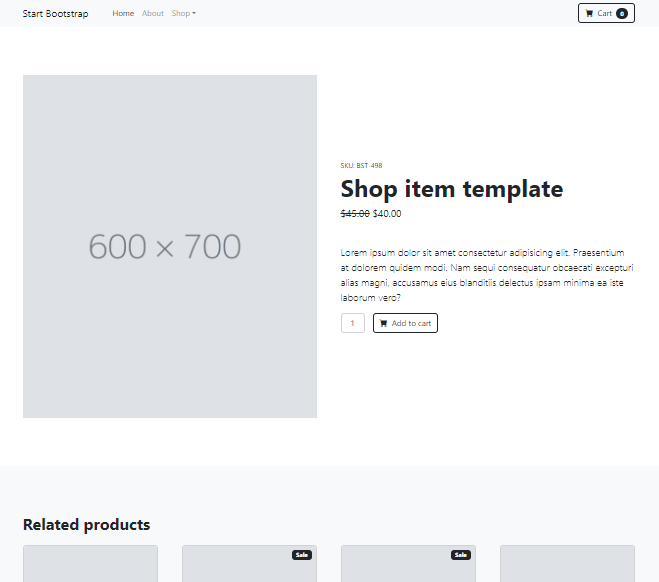 Start Bootstrap Home About Shop Cart 0
600 × 700
SKU: BST-498
Shop item template
$45.00 $40.00
Lorem ipsum dolor sit amet consectetur adipisicing elit. Praesentium
at dolorem quidem modi. Nam sequi consequatur obcaecati excepturi
alias magni, accusamus eius blanditiis delectus ipsam minima ea iste
laborum vero?
1 Add to cart
Related products
Sale Sale